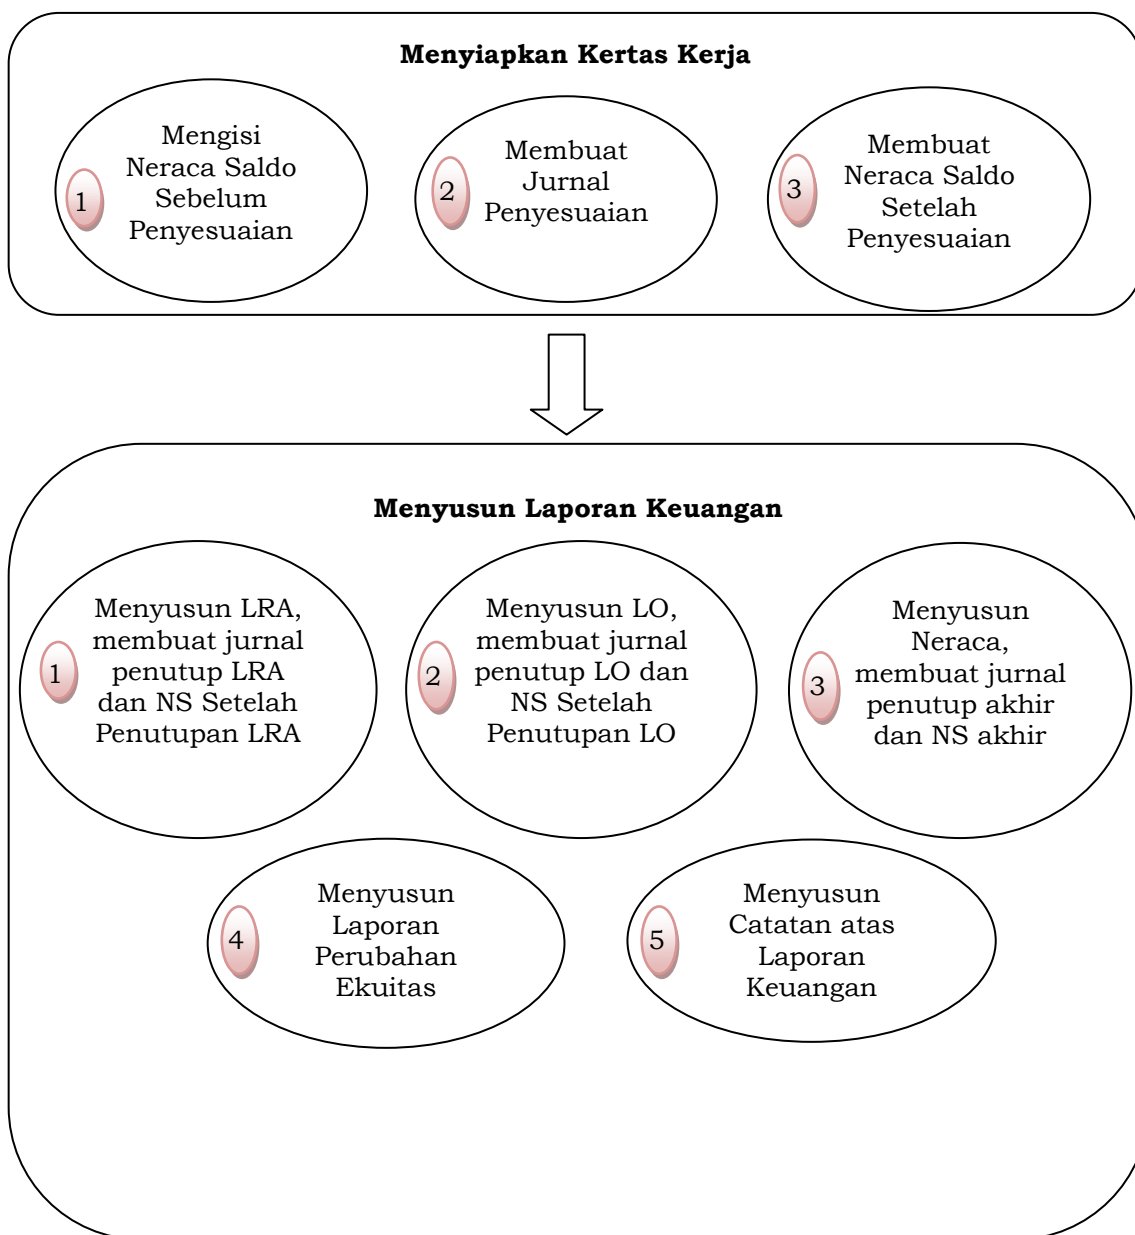 Menyiapkan Kertas Kerja
1
Mengisi
Neraca Saldo
Sebelum
Penyesuaian
2
Membuat
Jurnal
Penyesuaian
3
Membuat
Neraca Saldo
Setelah
Penyesuaian
Menyusun Laporan Keuangan
1
Menyusun LRA,
membuat jurnal
penutup LRA
dan NS Setelah
Penutupan LRA
2
Menyusun LO,
membuat jurnal
penutup LO dan
NS Setelah
Penutupan LO
3
Menyusun
Neraca,
membuat jurnal
penutup akhir
dan NS akhir
4
Menyusun
Laporan
Perubahan
Ekuitas
5
Menyusun
Catatan atas
Laporan
Keuangan